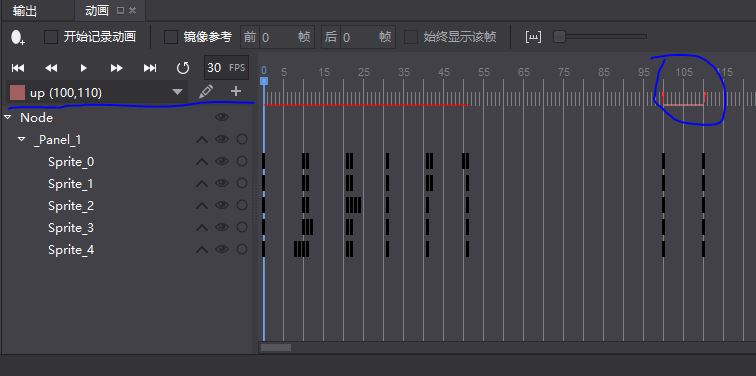 输出
动画
开始记录动画
镜像参考
前 0 帧
后 0 帧
始终显示该帧
30 FPS
0 5 15 25 35 45 55 65 75 85 95 105 115
up (100,110)
Node
_Panel_1
Sprite_0
Sprite_1
Sprite_2
Sprite_3
Sprite_4